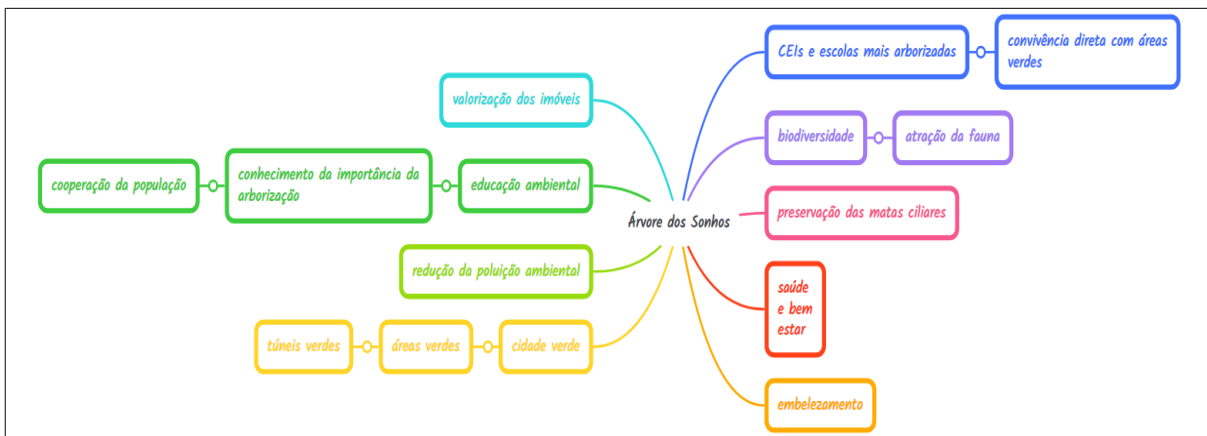 CEIs e escolas mais arborizadas
convivência direta com áreas
verdes
valorização dos imóveis
biodiversidade
atração da fauna
cooperação da população
conhecimento da importância da
arborização
educação ambiental
Árvore dos Sonhos
preservação das matas ciliares
redução da poluição ambiental
saúde
e bem
estar
túneis verdes
áreas verdes
cidade verde
embelezamento